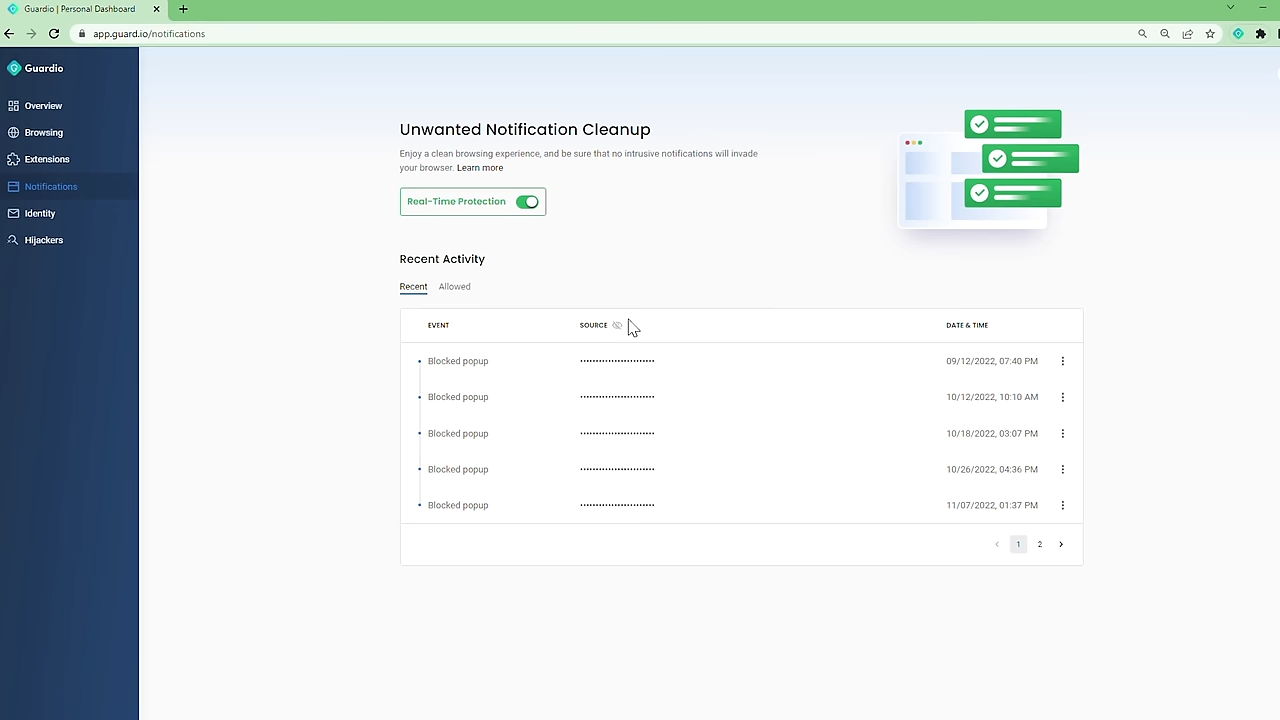 Guardio | Personal Dashboard
app.guard.io/notifications
Guardio
Overview
Browsing
Extensions
Notifications
Identity
Hijackers
Unwanted Notification Cleanup
Enjoy a clean browsing experience, and be sure that no intrusive notifications will invade
your browser. Learn more
Real-Time Protection
Recent Activity
Recent Allowed
EVENT SOURCE DATE & TIME
Blocked popup ························ 09/12/2022, 07:40 PM
Blocked popup ························ 10/12/2022, 10:10 AM
Blocked popup ························ 10/18/2022, 03:07 PM
Blocked popup ························ 10/26/2022, 04:36 PM
Blocked popup ························ 11/07/2022, 01:37 PM
‹ 1 2 ›